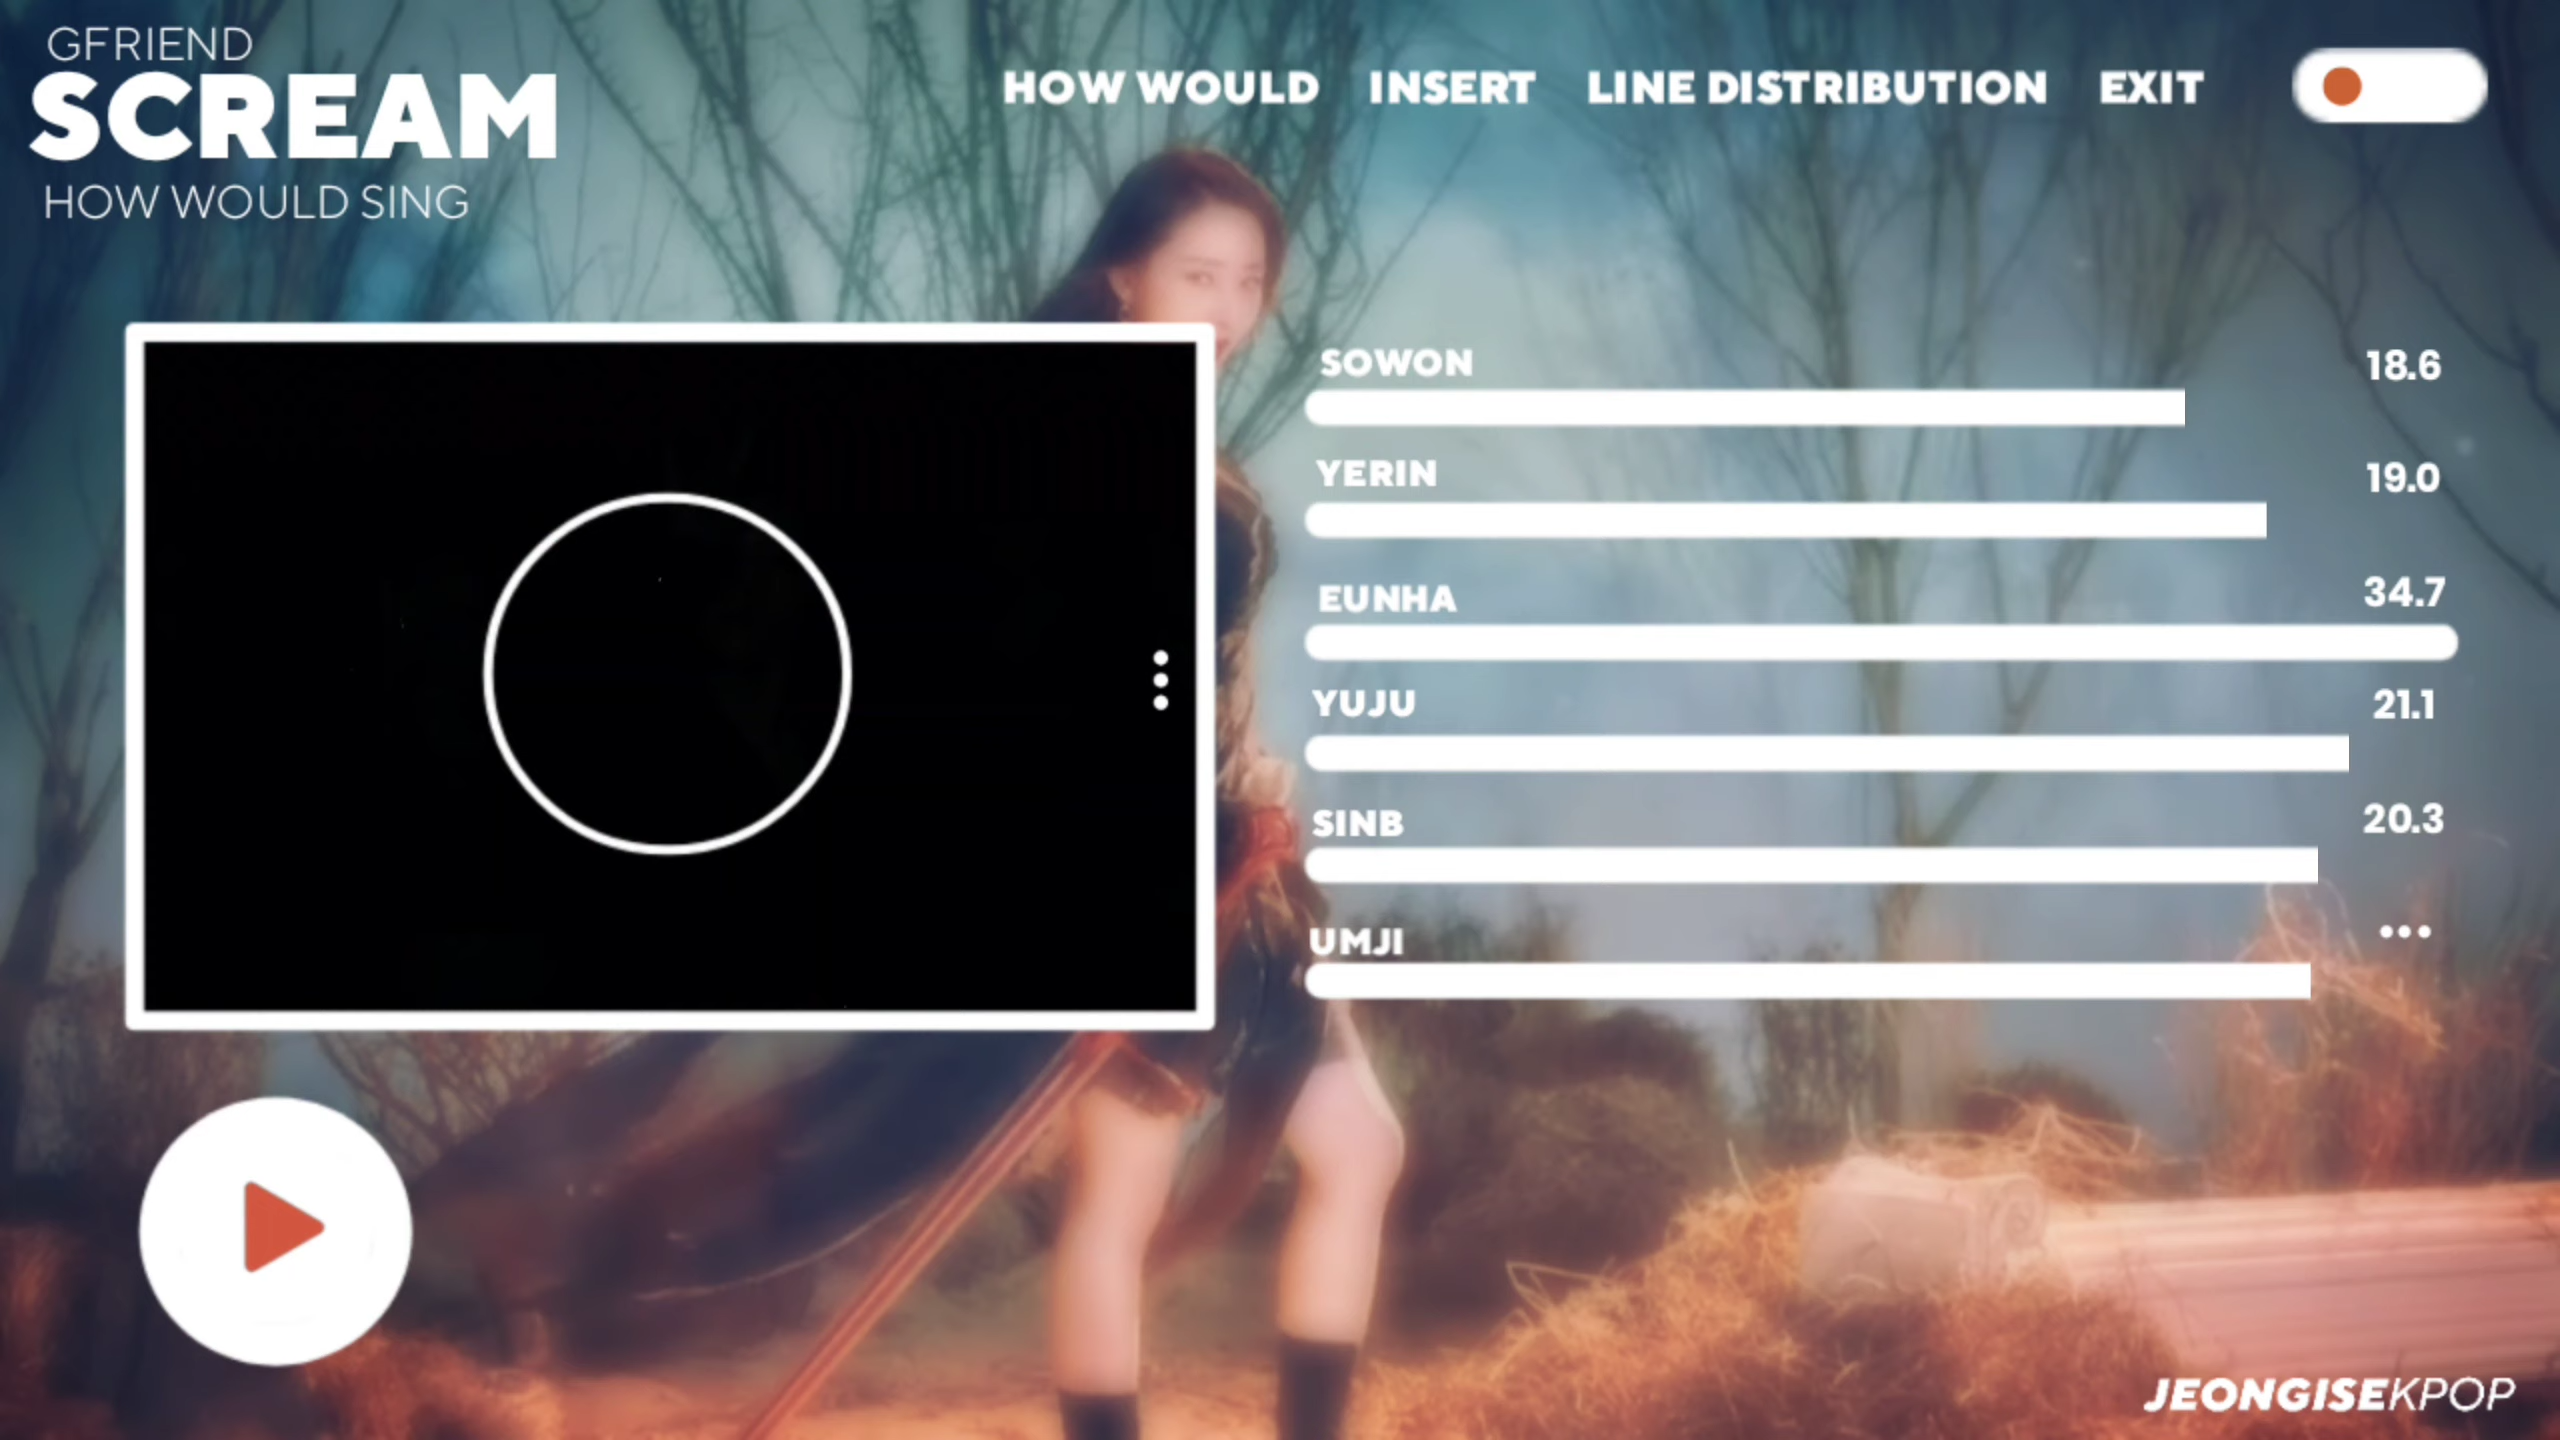 GFRIEND
SCREAM
HOW WOULD SING
HOW WOULD INSERT LINE DISTRIBUTION EXIT
SOWON 18.6
YERIN 19.0
EUNHA 34.7
YUJU 21.1
SINB 20.3
UMJI ...
JEONGISEKPOP